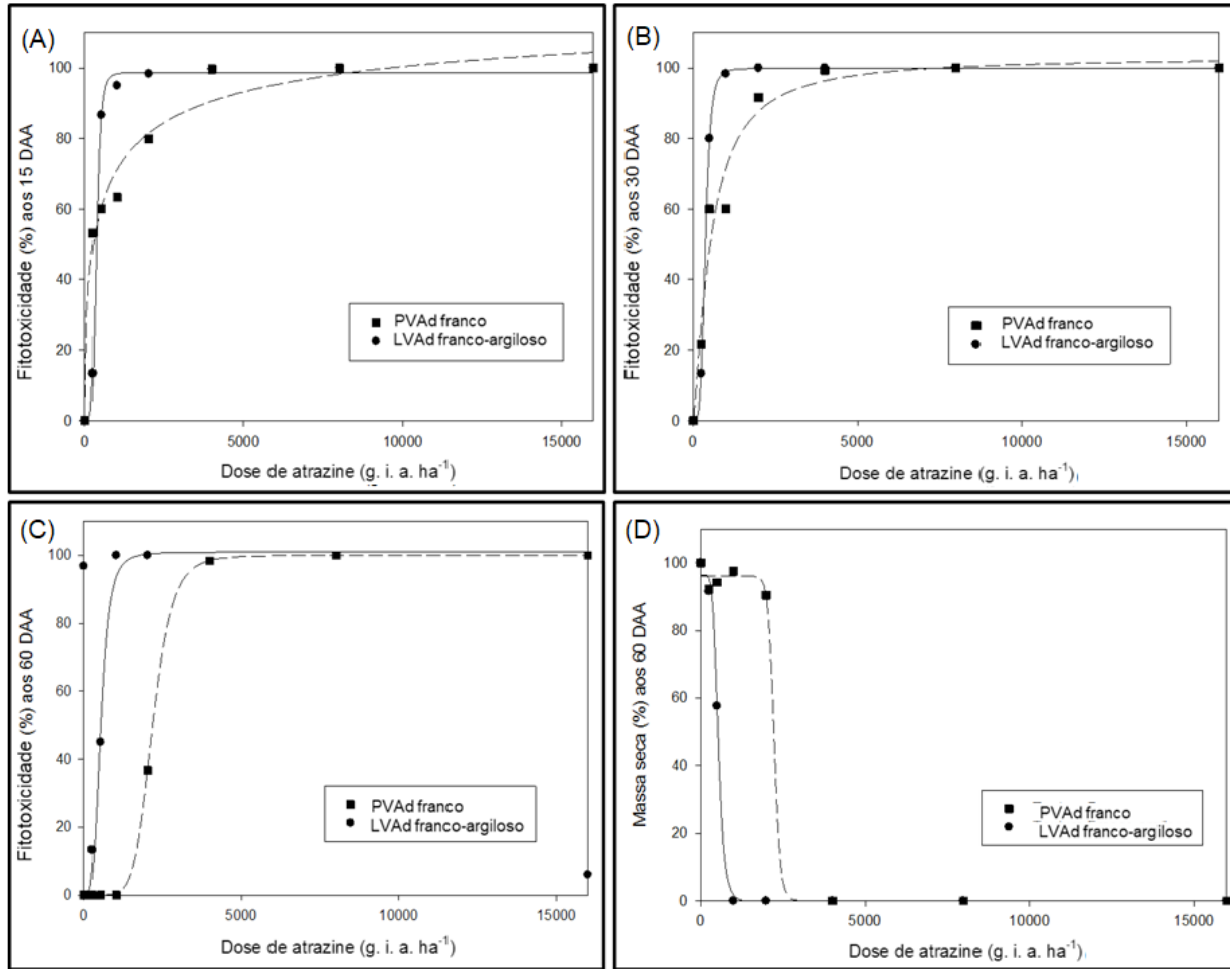 (A)
Fitotoxicidade (%) aos 15 DAA
100
80
60
40
20
0
PVAd franco
LVAd franco-argiloso
0
5000
10000
15000
Dose de atrazine (g. i. a. ha⁻¹)
(B)
Fitotoxicidade (%) aos 30 DAA
100
80
60
40
20
0
PVAd franco
LVAd franco-argiloso
0
5000
10000
15000
Dose de atrazine (g. i. a. ha⁻¹)
(C)
Fitotoxicidade (%) aos 60 DAA
100
80
60
40
20
0
PVAd franco
LVAd franco-argiloso
0
5000
10000
15000
Dose de atrazine (g. i. a. ha⁻¹)
(D)
Massa seca (%) aos 60 DAA
100
80
60
40
20
0
PVAd franco
LVAd franco-argiloso
0
5000
10000
15000
Dose de atrazine (g. i. a. ha⁻¹)